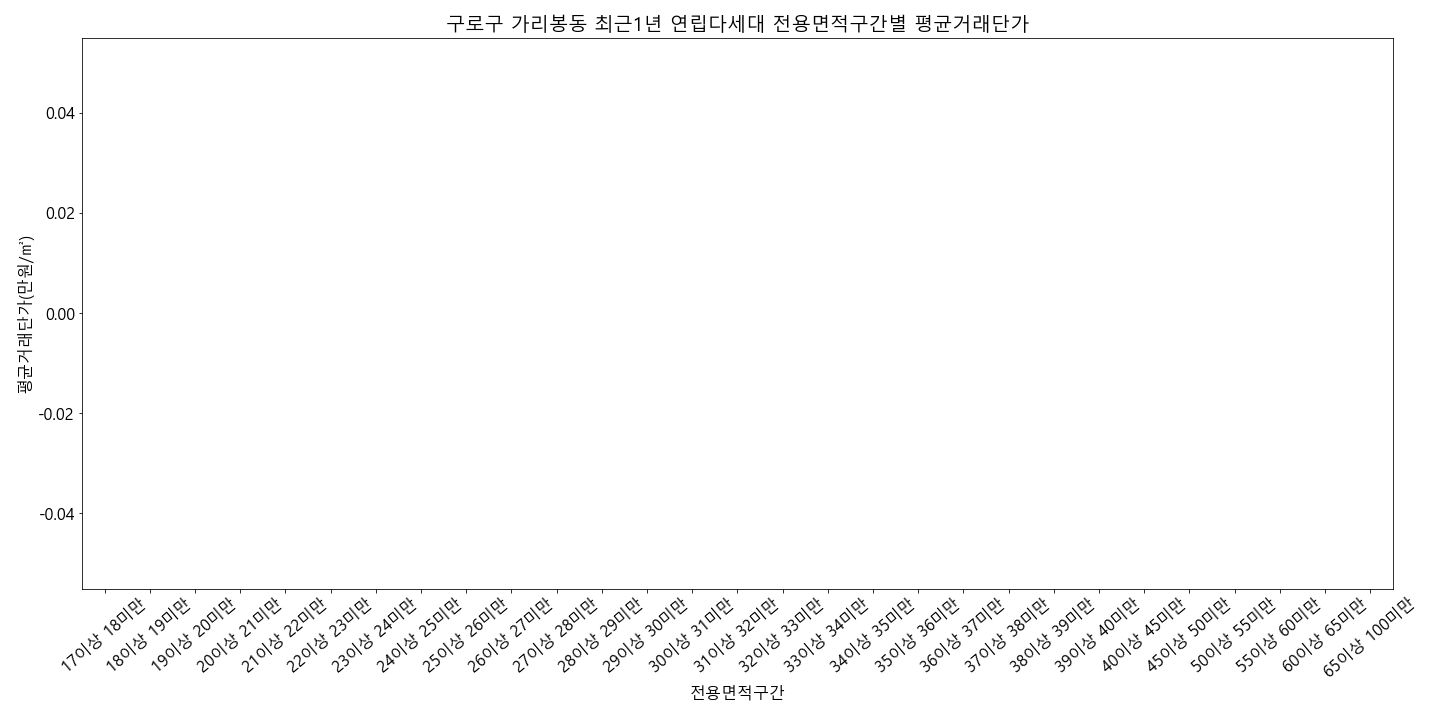 구로구 가리봉동 최근1년 연립다세대 전용면적구간별 평균거래단가
평균거래단가(만원/㎡)
0.04
0.02
0.00
-0.02
-0.04
17이상 18미만
18이상 19미만
19이상 20미만
20이상 21미만
21이상 22미만
22이상 23미만
23이상 24미만
24이상 25미만
25이상 26미만
26이상 27미만
27이상 28미만
28이상 29미만
29이상 30미만
30이상 31미만
31이상 32미만
32이상 33미만
33이상 34미만
34이상 35미만
35이상 36미만
36이상 37미만
37이상 38미만
38이상 39미만
39이상 40미만
40이상 45미만
45이상 50미만
50이상 55미만
55이상 60미만
60이상 65미만
65이상 100미만
전용면적구간